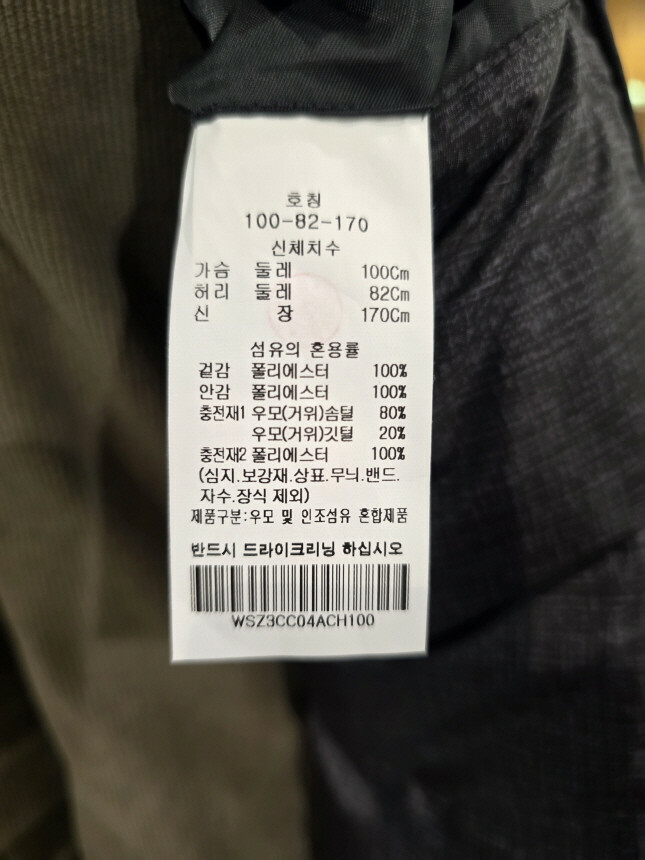 호칭
100-82-170
신체치수
가슴 둘레 100Cm
허리 둘레 82Cm
신 장 170Cm
섬유의 혼용률
겉감 폴리에스터 100%
안감 폴리에스터 100%
충전재1 우모(거위)솜털 80%
우모(거위)깃털 20%
충전재2 폴리에스터 100%
(심지.보강재.상표.무늬.밴드.
자수.장식 제외)
제품구분:우모 및 인조섬유 혼합제품
반드시 드라이크리닝 하십시오
WSZ3CC04ACH100